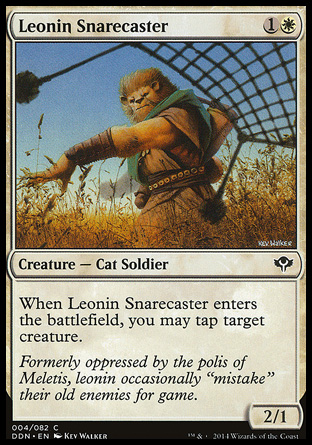 Leonin Snarecaster 1
KEV WALKER
Creature — Cat Soldier
When Leonin Snarecaster enters
the battlefield, you may tap target
creature.
Formerly oppressed by the polis of
Meletis, leonin occasionally “mistake”
their old enemies for game.
2/1
004/082 C
DDN • EN KEV WALKER ™ & © 2014 Wizards of the Coast